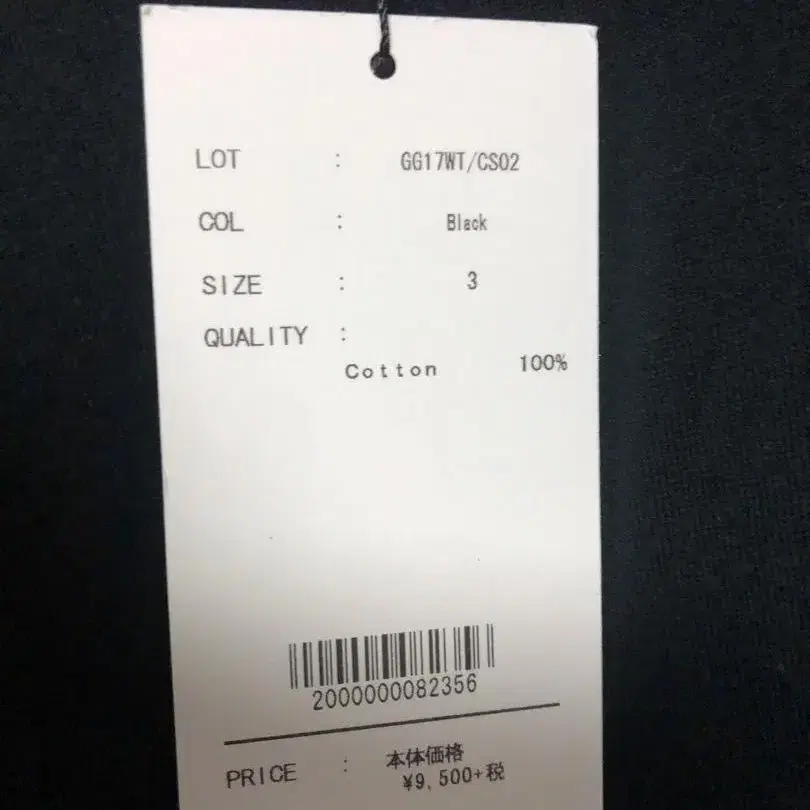 LOT : GG17WT/CS02
COL : Black
SIZE : 3
QUALITY :
Cotton 100%
2000000082356
PRICE : 本体価格
¥9,500+税